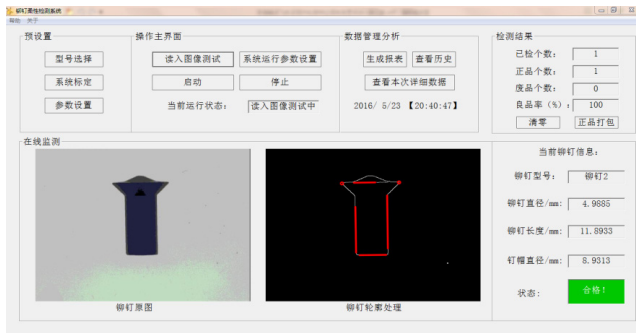 铆钉柔性检测系统
帮助 关于
预设置
型号选择
系统标定
参数设置
操作主界面
读入图像测试 系统运行参数设置
启动 停止
当前运行状态: 读入图像测试中
数据管理分析
生成报表 查看历史
查看本次详细数据
2016/ 5/23 【20:40:47】
检测结果
已检个数: 1
正品个数: 1
废品个数: 0
良品率(%): 100
清零 正品打包
在线监测
铆钉原图
铆钉轮廓处理
当前铆钉信息:
铆钉型号: 铆钉2
铆钉直径/mm: 4.9885
铆钉长度/mm: 11.8933
钉帽直径/mm: 8.9313
状态: 合格!